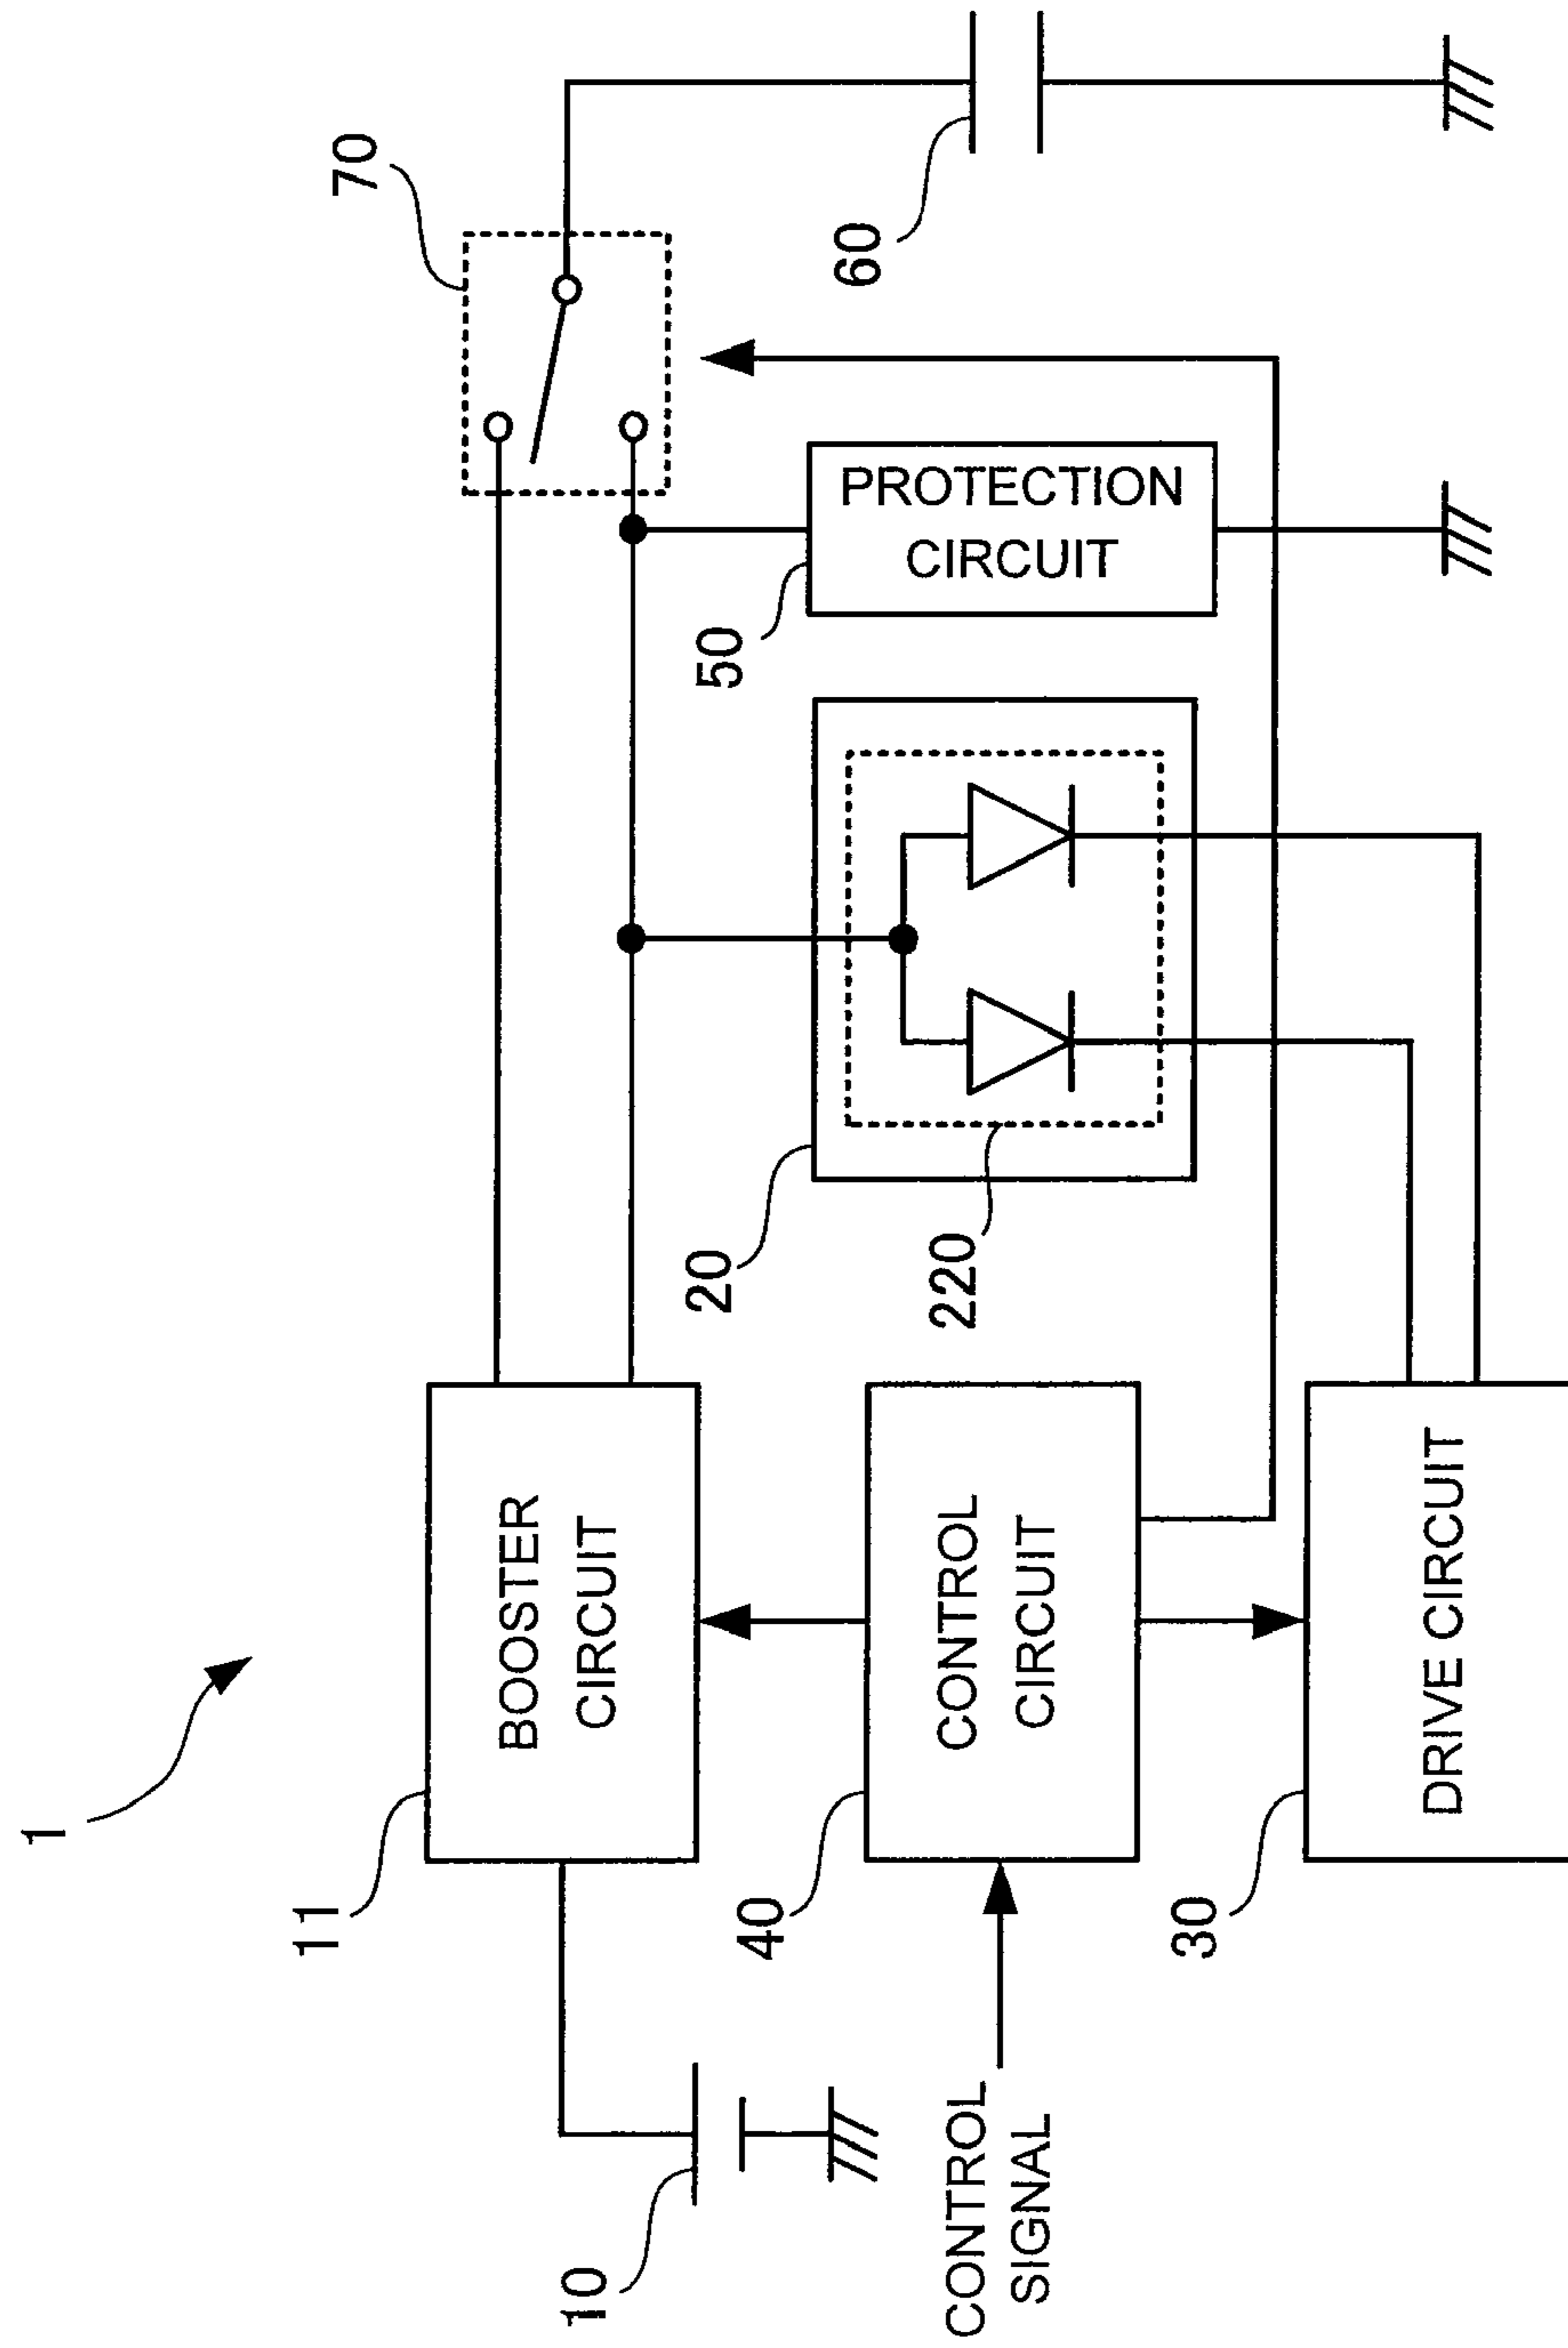 1
11
BOOSTER
CIRCUIT
70
10
20
50
PROTECTION
CIRCUIT
60
40
CONTROL
CIRCUIT
220
CONTROL
SIGNAL
30
DRIVE CIRCUIT